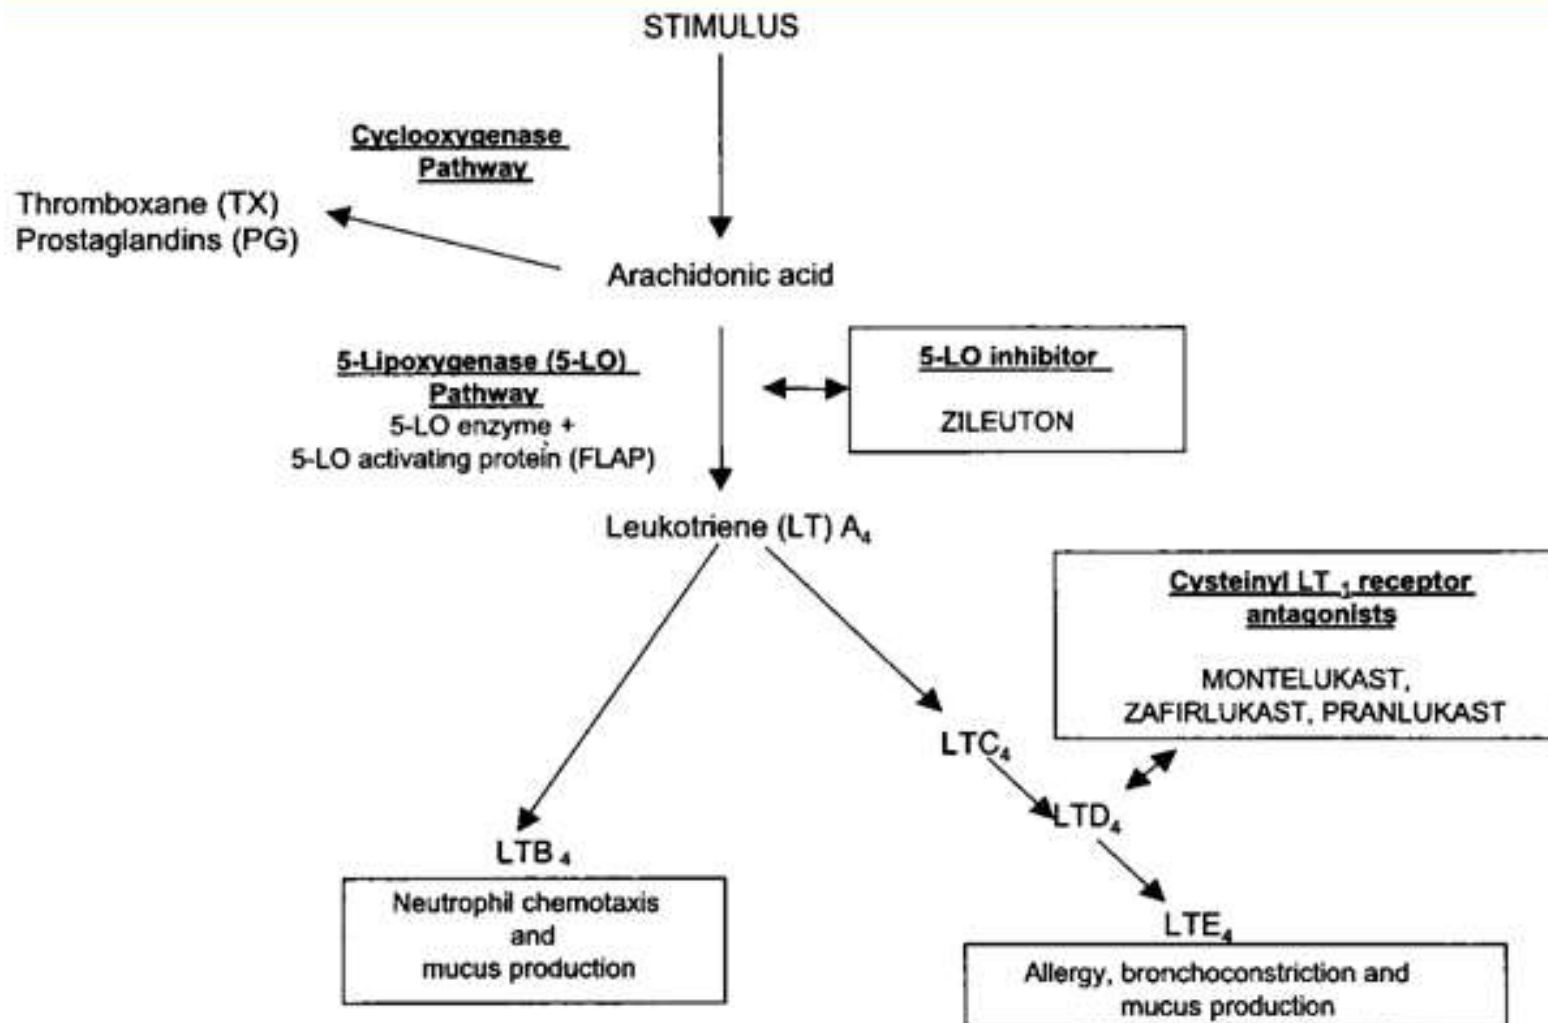 STIMULUS
Cyclooxygenase
Pathway
Thromboxane (TX)
Prostaglandins (PG)
Arachidonic acid
5-Lipoxygenase (5-LO)
Pathway
5-LO enzyme +
5-LO activating protein (FLAP)
5-LO inhibitor
ZILEUTON
Leukotriene (LT) A₄
Cysteinyl LT ₁ receptor
antagonists
MONTELUKAST,
ZAFIRLUKAST, PRANLUKAST
LTC₄
LTD₄
LTB ₄
Neutrophil chemotaxis
and
mucus production
LTE₄
Allergy, bronchoconstriction and
mucus production